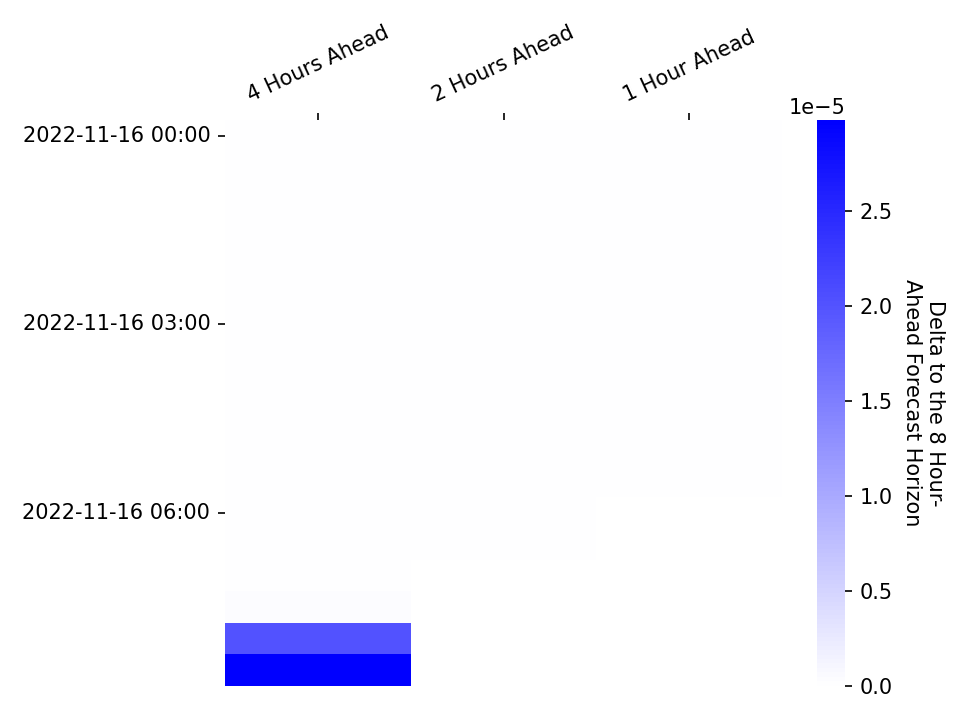 4 Hours Ahead
2 Hours Ahead
1 Hour Ahead
1e−5
2022-11-16 00:00
2022-11-16 03:00
2022-11-16 06:00
2.5
2.0
1.5
1.0
0.5
0.0
Delta to the 8 Hour-
Ahead Forecast Horizon